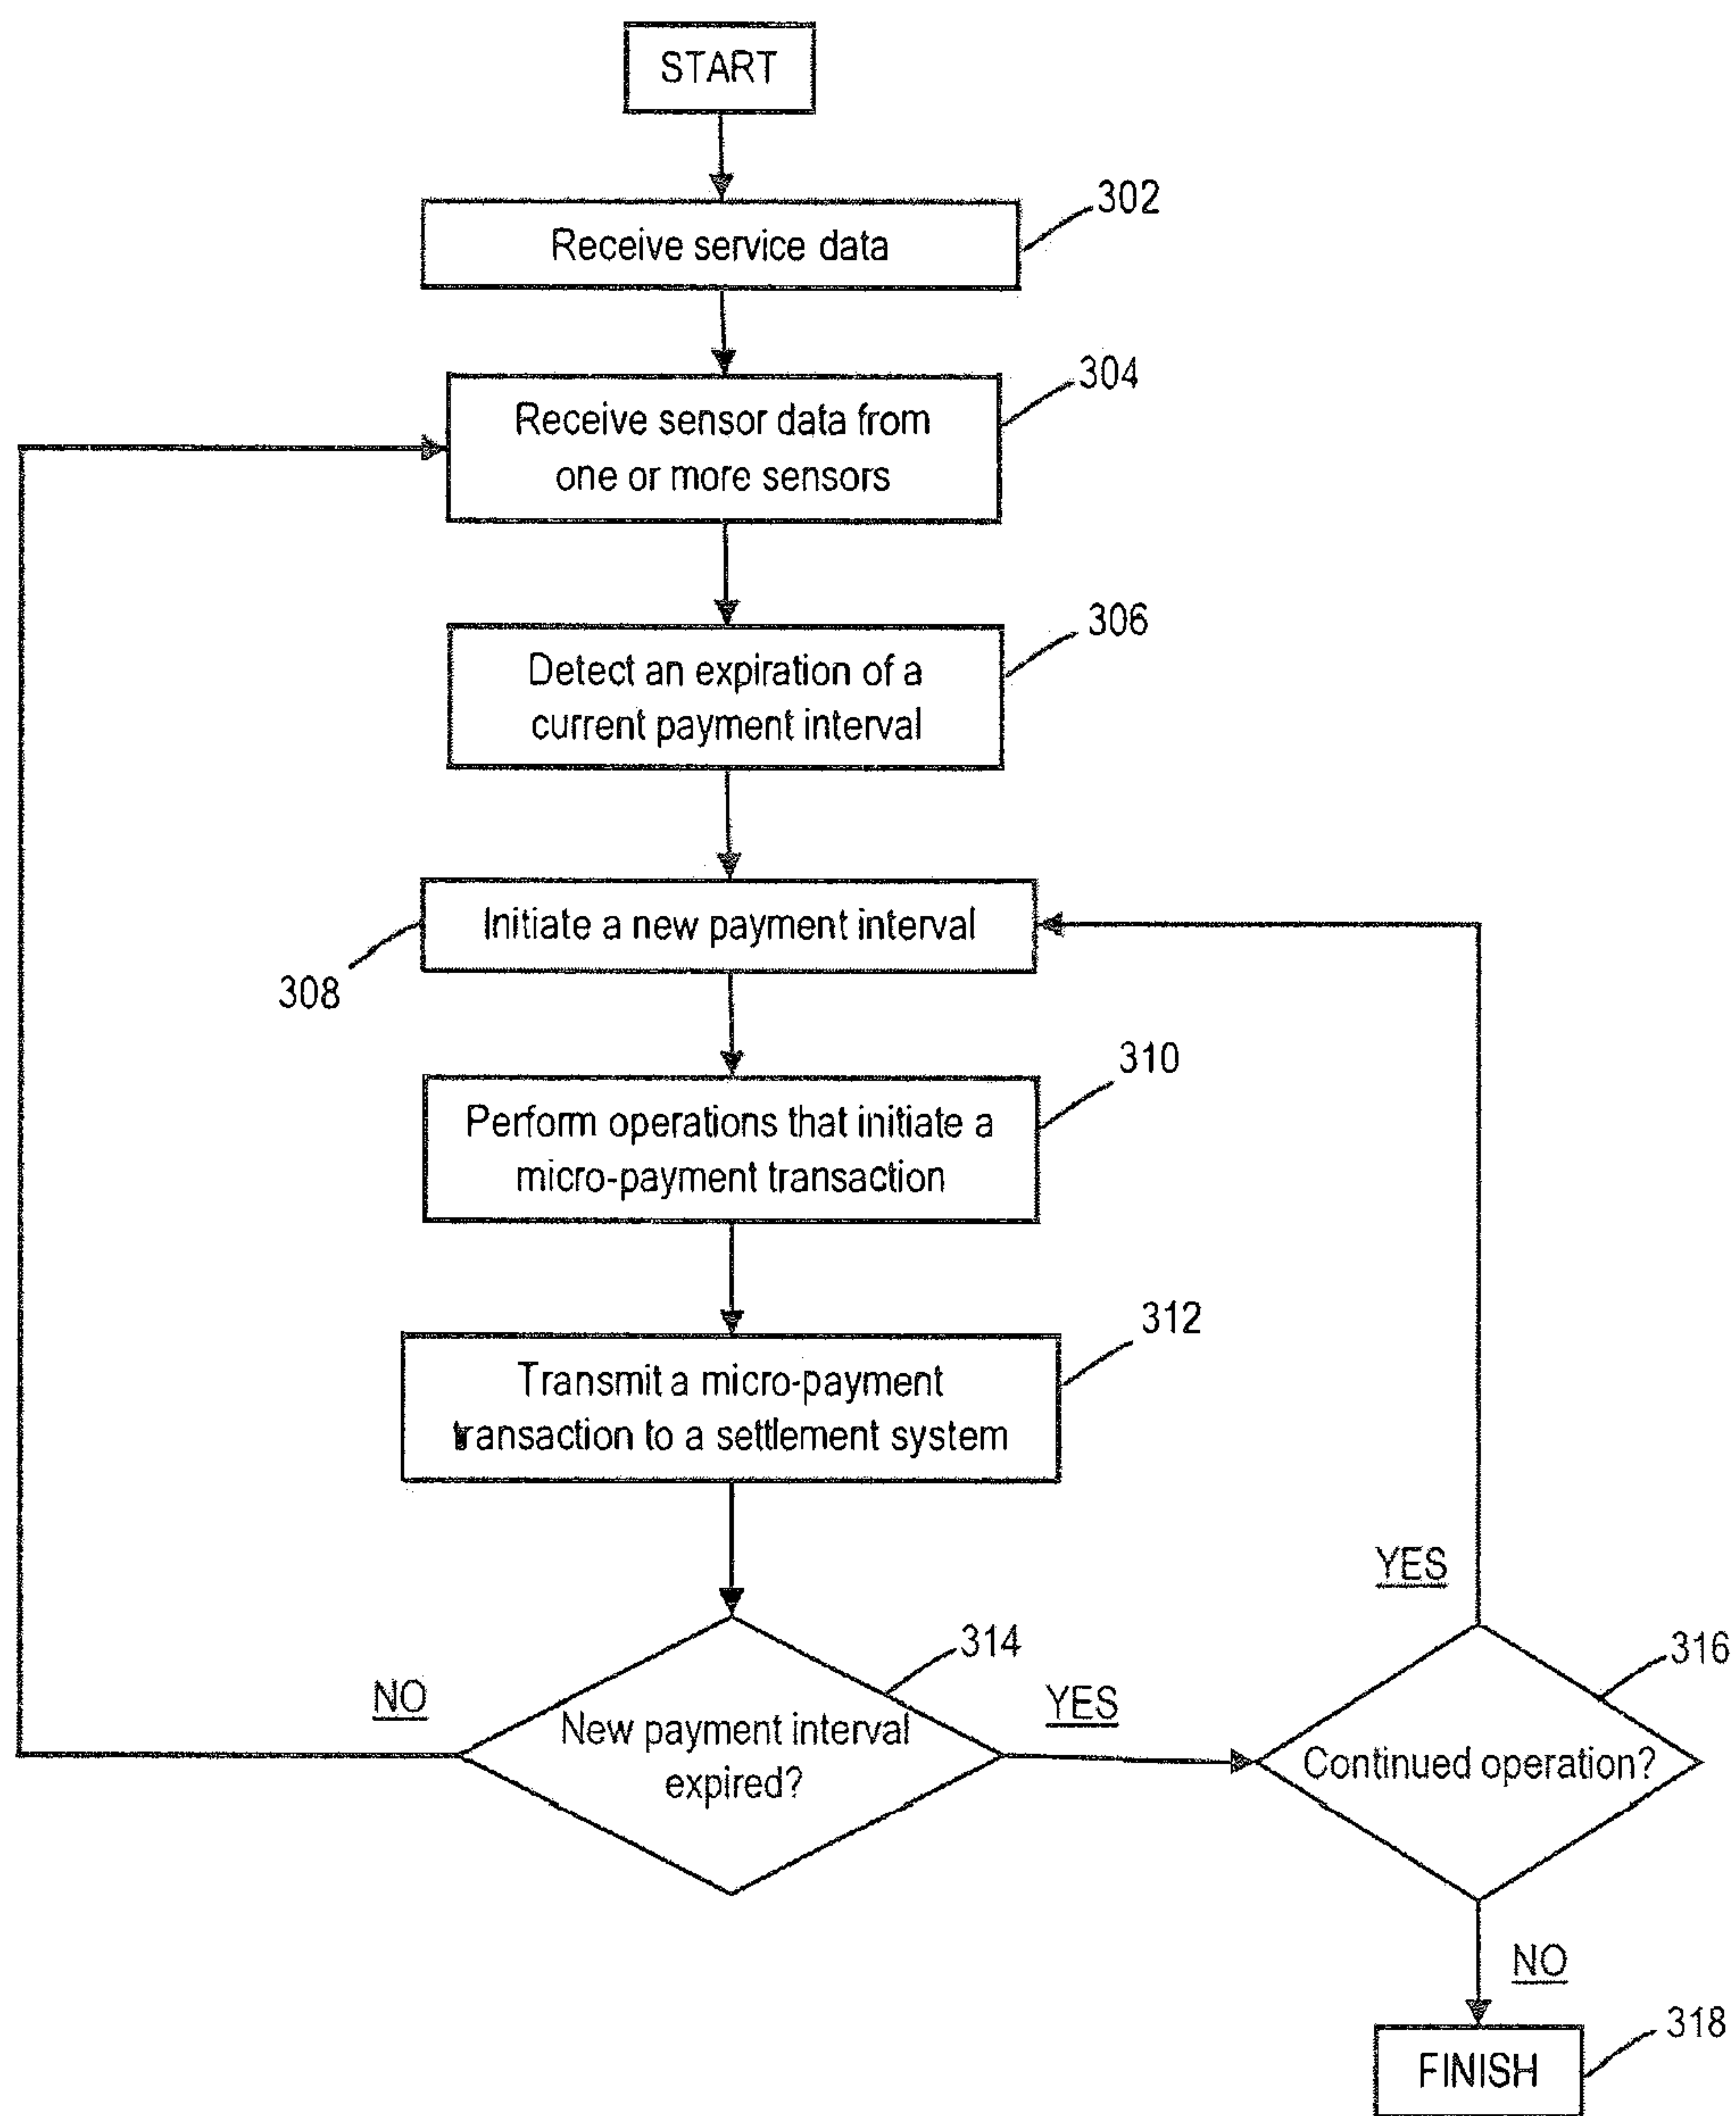 START
302
Receive service data
304
Receive sensor data from
one or more sensors
306
Detect an expiration of a
current payment interval
Initiate a new payment interval
308
310
Perform operations that initiate a
micro-payment transaction
312
Transmit a micro-payment
transaction to a settlement system
YES
314
316
NO
YES
New payment interval
expired?
Continued operation?
NO
318
FINISH